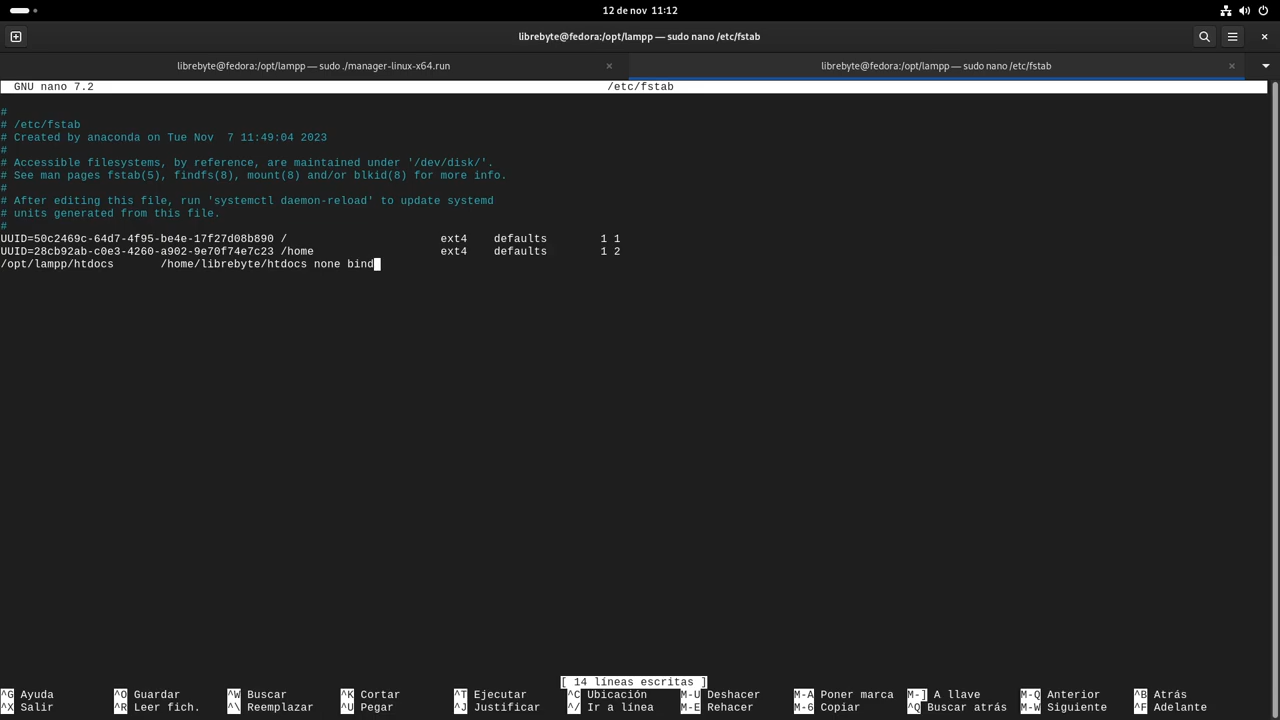 12 de nov 11:12
librebyte@fedora:/opt/lampp — sudo nano /etc/fstab
librebyte@fedora:/opt/lampp — sudo ./manager-linux-x64.run × librebyte@fedora:/opt/lampp — sudo nano /etc/fstab ×
GNU nano 7.2 /etc/fstab
#
# /etc/fstab
# Created by anaconda on Tue Nov  7 11:49:04 2023
#
# Accessible filesystems, by reference, are maintained under '/dev/disk/'.
# See man pages fstab(5), findfs(8), mount(8) and/or blkid(8) for more info.
#
# After editing this file, run 'systemctl daemon-reload' to update systemd
# units generated from this file.
#
UUID=50c2469c-64d7-4f95-be4e-17f27d08b890 /                       ext4    defaults        1 1
UUID=28cb92ab-c0e3-4260-a902-9e70f74e7c23 /home                   ext4    defaults        1 2
/opt/lampp/htdocs       /home/librebyte/htdocs none bind
[ 14 líneas escritas ]
^G Ayuda ^O Guardar ^W Buscar ^K Cortar ^T Ejecutar ^C Ubicación M-U Deshacer M-A Poner marca M-] A llave M-Q Anterior ^B Atrás
^X Salir ^R Leer fich. ^\ Reemplazar ^U Pegar ^J Justificar ^/ Ir a línea M-E Rehacer M-6 Copiar ^Q Buscar atrás M-W Siguiente ^F Adelante